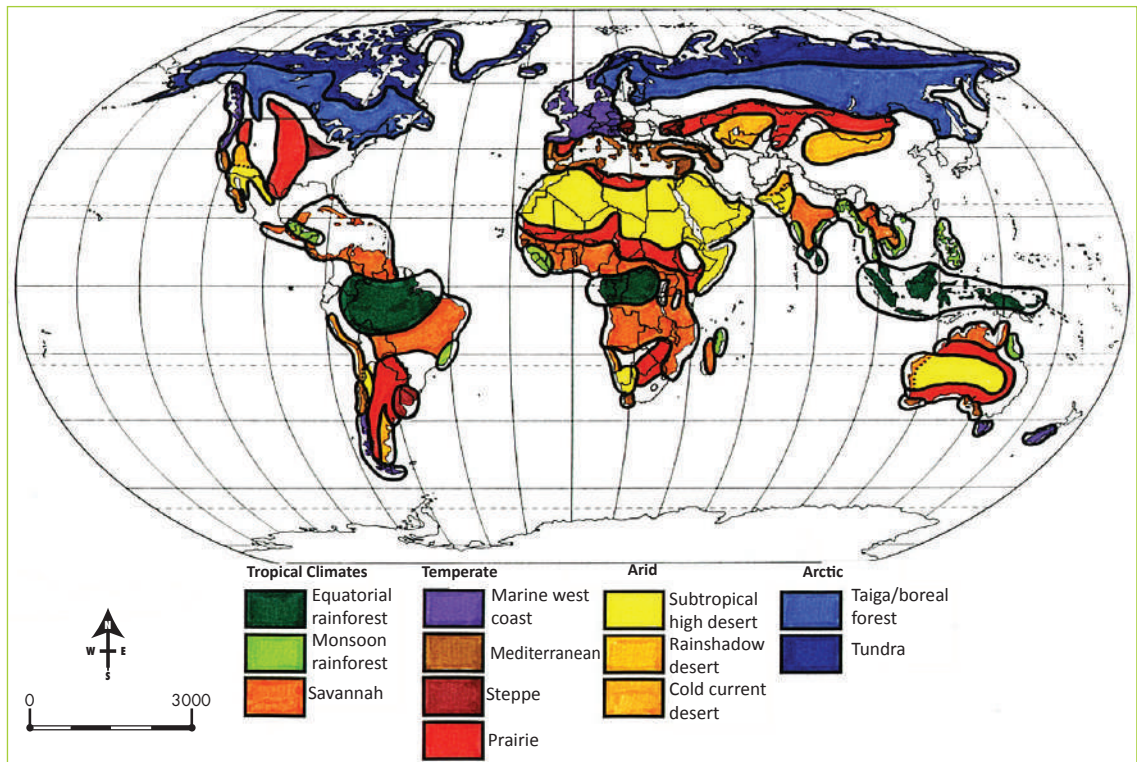 Tropical Climates
Equatorial
rainforest
Monsoon
rainforest
Savannah
Temperate
Marine west
coast
Mediterranean
Steppe
Prairie
Arid
Subtropical
high desert
Rainshadow
desert
Cold current
desert
Arctic
Taiga/boreal
forest
Tundra
N
W E
S
0 3000